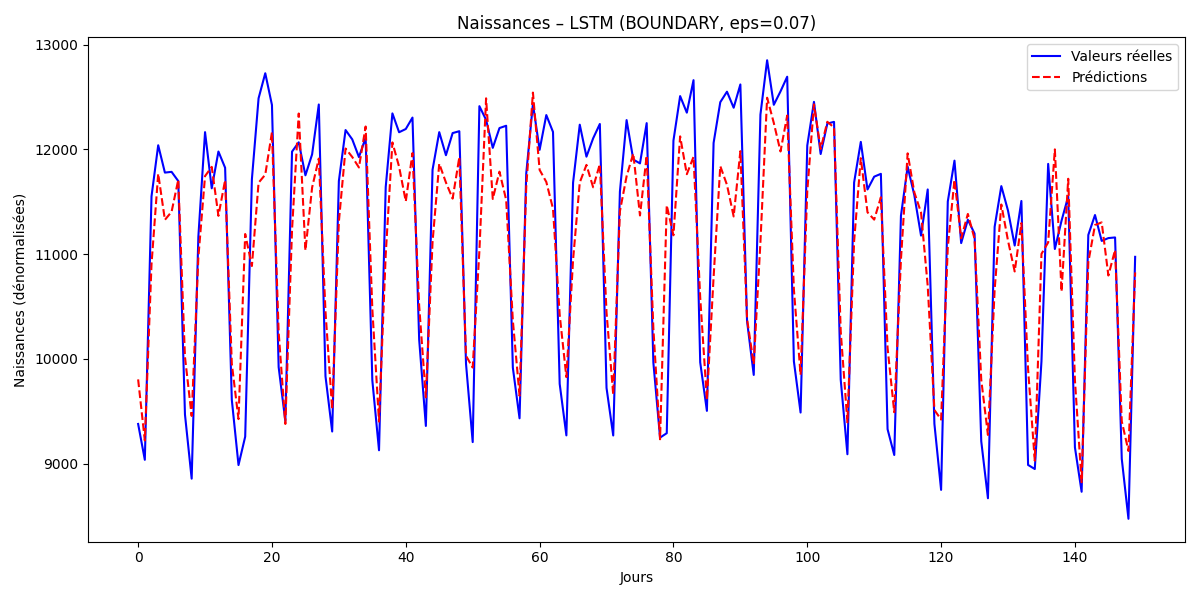 Naissances – LSTM (BOUNDARY, eps=0.07)
Valeurs réelles
Prédictions
13000
12000
11000
10000
9000
Naissances (dénormalisées)
0 20 40 60 80 100 120 140
Jours